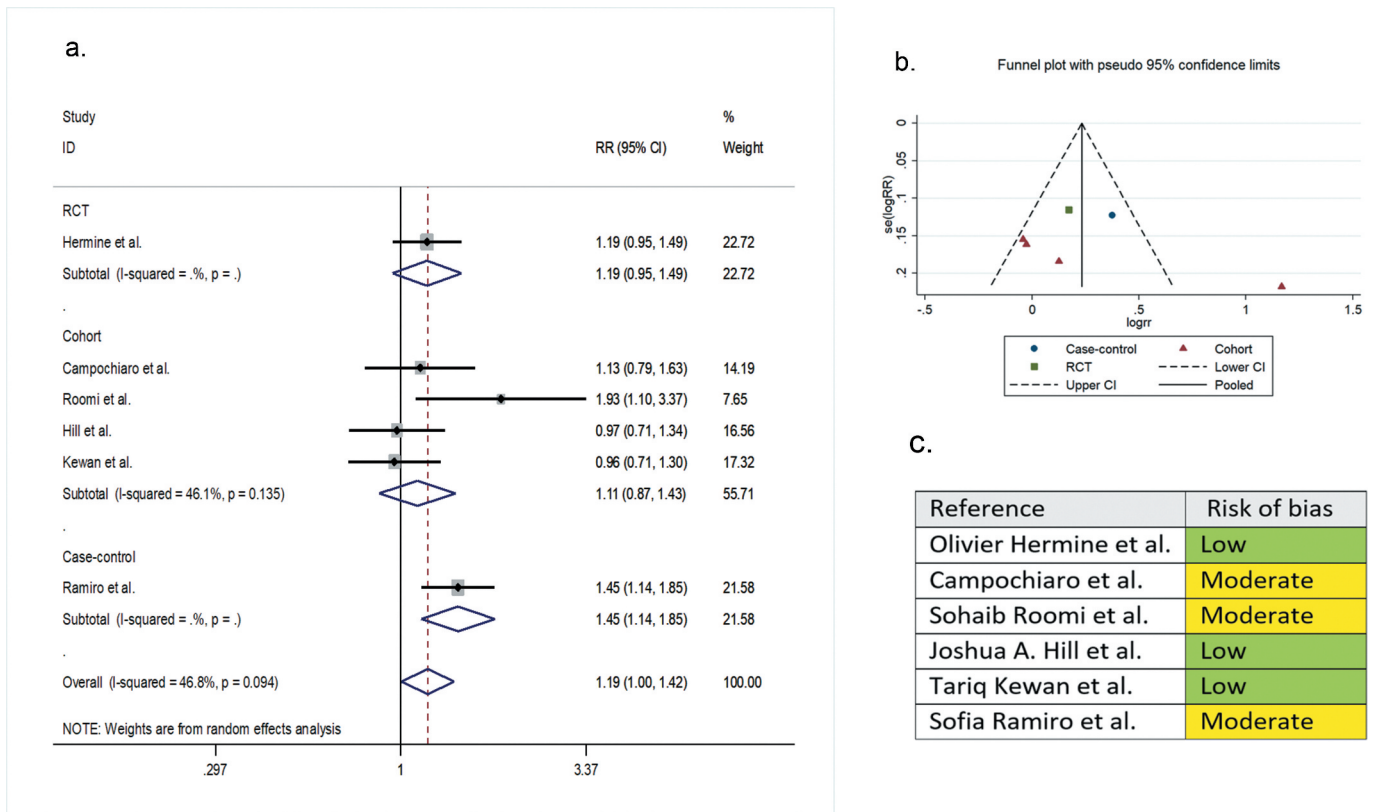 a.
Study
%
ID
RR (95% CI)
Weight
RCT
Hermine et al.
1.19 (0.95, 1.49)
22.72
Subtotal (I-squared = .%, p = .)
1.19 (0.95, 1.49)
22.72
.
Cohort
Campochiaro et al.
1.13 (0.79, 1.63)
14.19
Roomi et al.
1.93 (1.10, 3.37)
7.65
Hill et al.
0.97 (0.71, 1.34)
16.56
Kewan et al.
0.96 (0.71, 1.30)
17.32
Subtotal (I-squared = 46.1%, p = 0.135)
1.11 (0.87, 1.43)
55.71
.
Case-control
Ramiro et al.
1.45 (1.14, 1.85)
21.58
Subtotal (I-squared = .%, p = .)
1.45 (1.14, 1.85)
21.58
.
Overall (I-squared = 46.8%, p = 0.094)
1.19 (1.00, 1.42)
100.00
NOTE: Weights are from random effects analysis
.297
1
3.37
b.
Funnel plot with pseudo 95% confidence limits
se(logRR)
0
.05
.1
.15
.2
-.5
0
.5
1
1.5
logrr
Case-control
Cohort
RCT
Lower CI
Upper CI
Pooled
c.
Reference
Risk of bias
Olivier Hermine et al.
Low
Campochiaro et al.
Moderate
Sohaib Roomi et al.
Moderate
Joshua A. Hill et al.
Low
Tariq Kewan et al.
Low
Sofia Ramiro et al.
Moderate